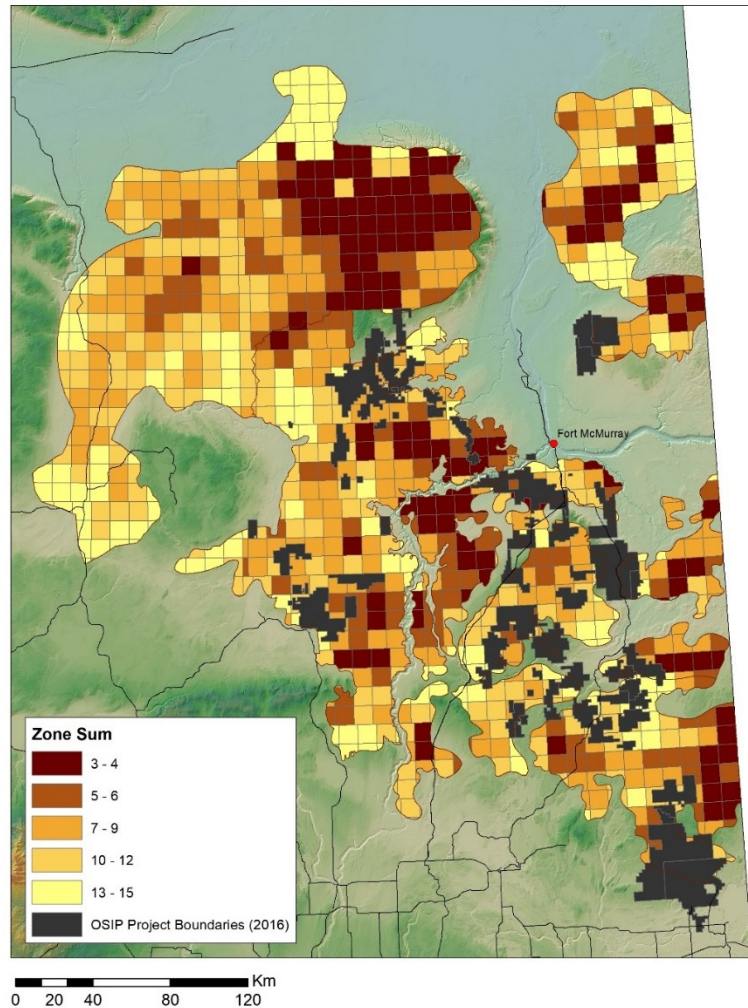 Fort McMurray
Zone Sum
3 - 4
5 - 6
7 - 9
10 - 12
13 - 15
OSIP Project Boundaries (2016)
Km
0 20 40 80 120